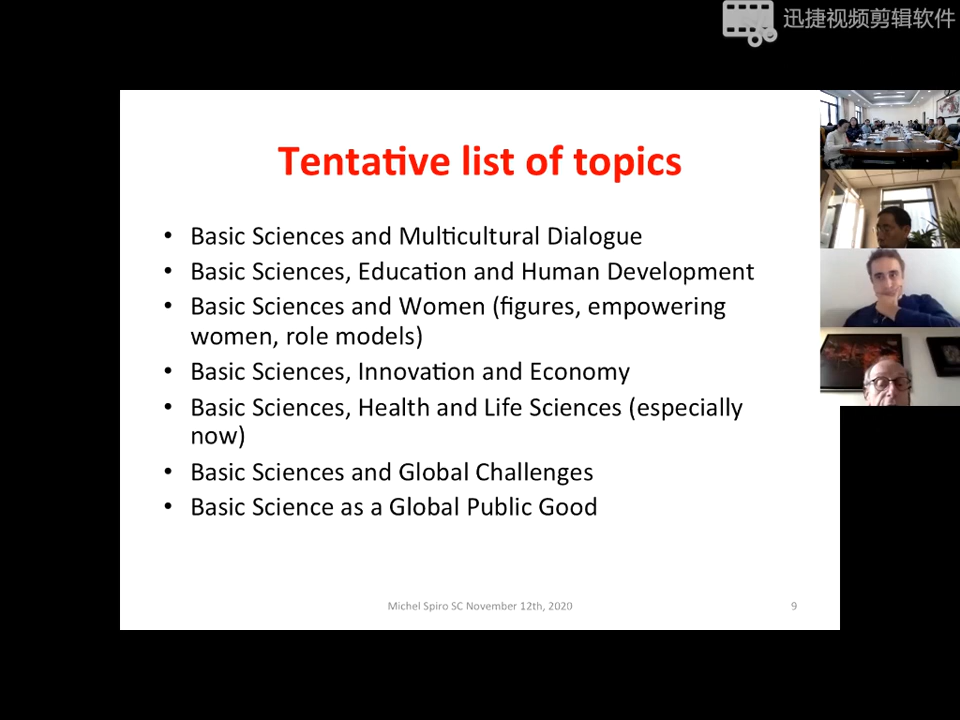 迅捷视频剪辑软件
Tentative list of topics
• Basic Sciences and Multicultural Dialogue
• Basic Sciences, Education and Human Development
• Basic Sciences and Women (figures, empowering
women, role models)
• Basic Sciences, Innovation and Economy
• Basic Sciences, Health and Life Sciences (especially
now)
• Basic Sciences and Global Challenges
• Basic Science as a Global Public Good
Michel Spiro SC November 12th, 2020
9